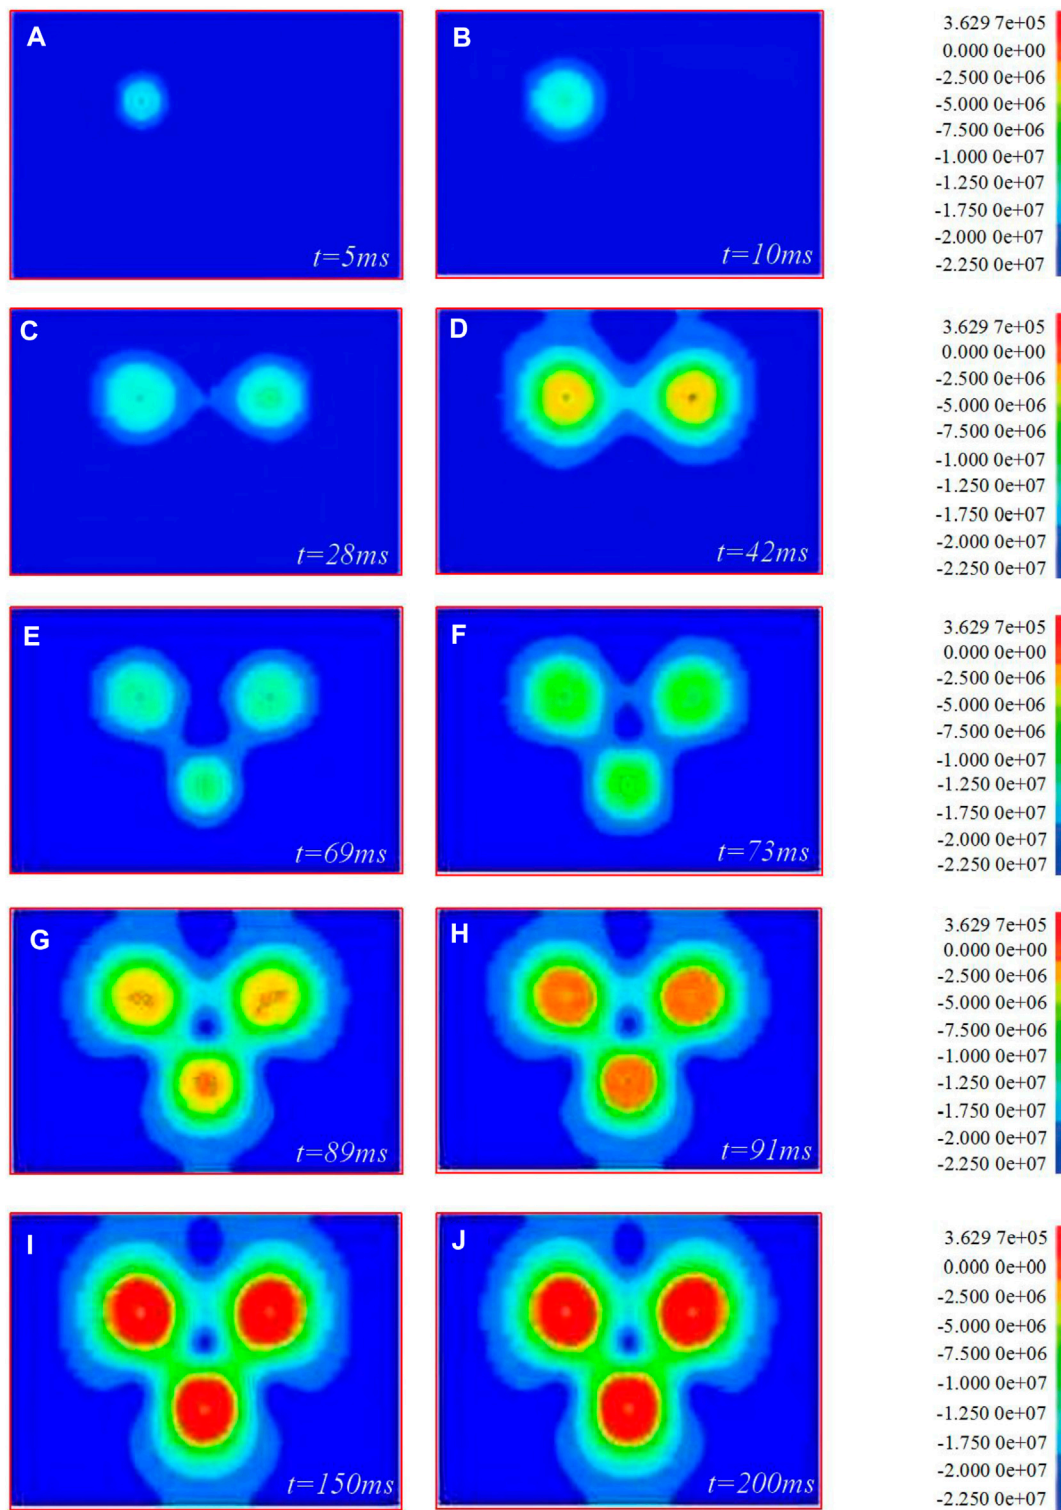 A
t=5ms
B
t=10ms
3.629 7e+05
0.000 0e+00
-2.500 0e+06
-5.000 0e+06
-7.500 0e+06
-1.000 0e+07
-1.250 0e+07
-1.750 0e+07
-2.000 0e+07
-2.250 0e+07
C
t=28ms
D
t=42ms
3.629 7e+05
0.000 0e+00
-2.500 0e+06
-5.000 0e+06
-7.500 0e+06
-1.000 0e+07
-1.250 0e+07
-1.750 0e+07
-2.000 0e+07
-2.250 0e+07
E
t=69ms
F
t=73ms
3.629 7e+05
0.000 0e+00
-2.500 0e+06
-5.000 0e+06
-7.500 0e+06
-1.000 0e+07
-1.250 0e+07
-1.750 0e+07
-2.000 0e+07
-2.250 0e+07
G
t=89ms
H
t=91ms
3.629 7e+05
0.000 0e+00
-2.500 0e+06
-5.000 0e+06
-7.500 0e+06
-1.000 0e+07
-1.250 0e+07
-1.750 0e+07
-2.000 0e+07
-2.250 0e+07
I
t=150ms
J
t=200ms
3.629 7e+05
0.000 0e+00
-2.500 0e+06
-5.000 0e+06
-7.500 0e+06
-1.000 0e+07
-1.250 0e+07
-1.750 0e+07
-2.000 0e+07
-2.250 0e+07